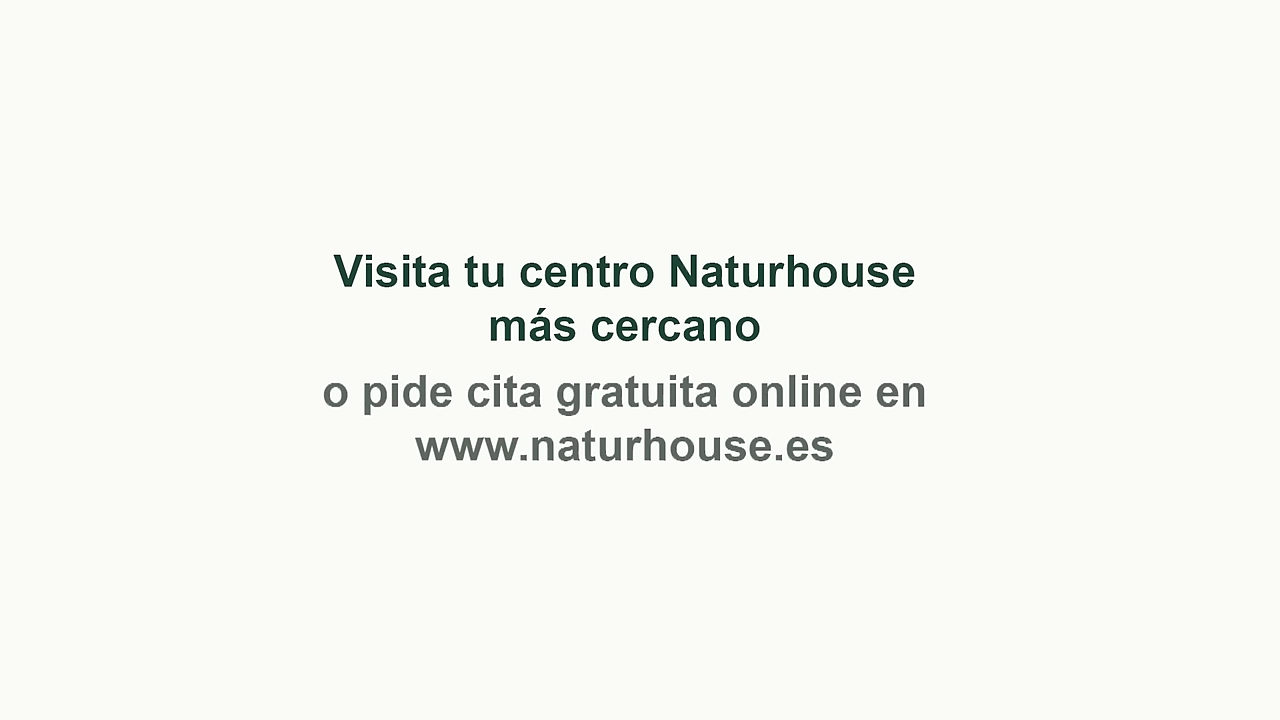 Visita tu centro Naturhouse
más cercano
o pide cita gratuita online en
www.naturhouse.es